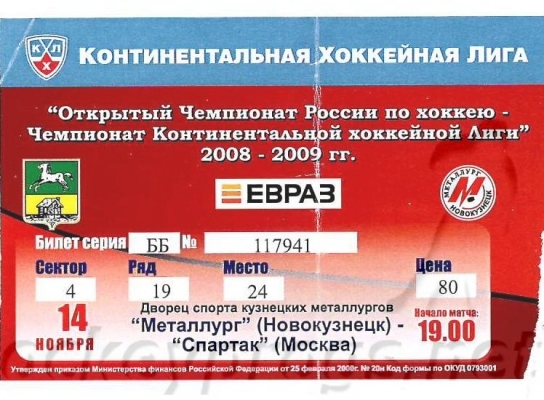 КХЛ
КОНТИНЕНТАЛЬНАЯ ХОККЕЙНАЯ ЛИГА
"ОТКРЫТЫЙ ЧЕМПИОНАТ РОССИИ ПО ХОККЕЮ -
ЧЕМПИОНАТ КОНТИНЕНТАЛЬНОЙ ХОККЕЙНОЙ ЛИГИ"
2008 - 2009 гг.
ЕВРАЗ
МЕТАЛЛУРГ
М
НОВОКУЗНЕЦК
Билет серия ББ № 117941
Сектор Ряд Место Цена
4 19 24 80
14
НОЯБРЯ
Дворец спорта кузнецких металлургов
"Металлург" (Новокузнецк) -
"Спартак" (Москва)
Начало матча:
19.00
Утвержден приказом Министерства финансов Российской Федерации от 25 февраля 2000г. № 20н Код формы по ОКУД 0793001